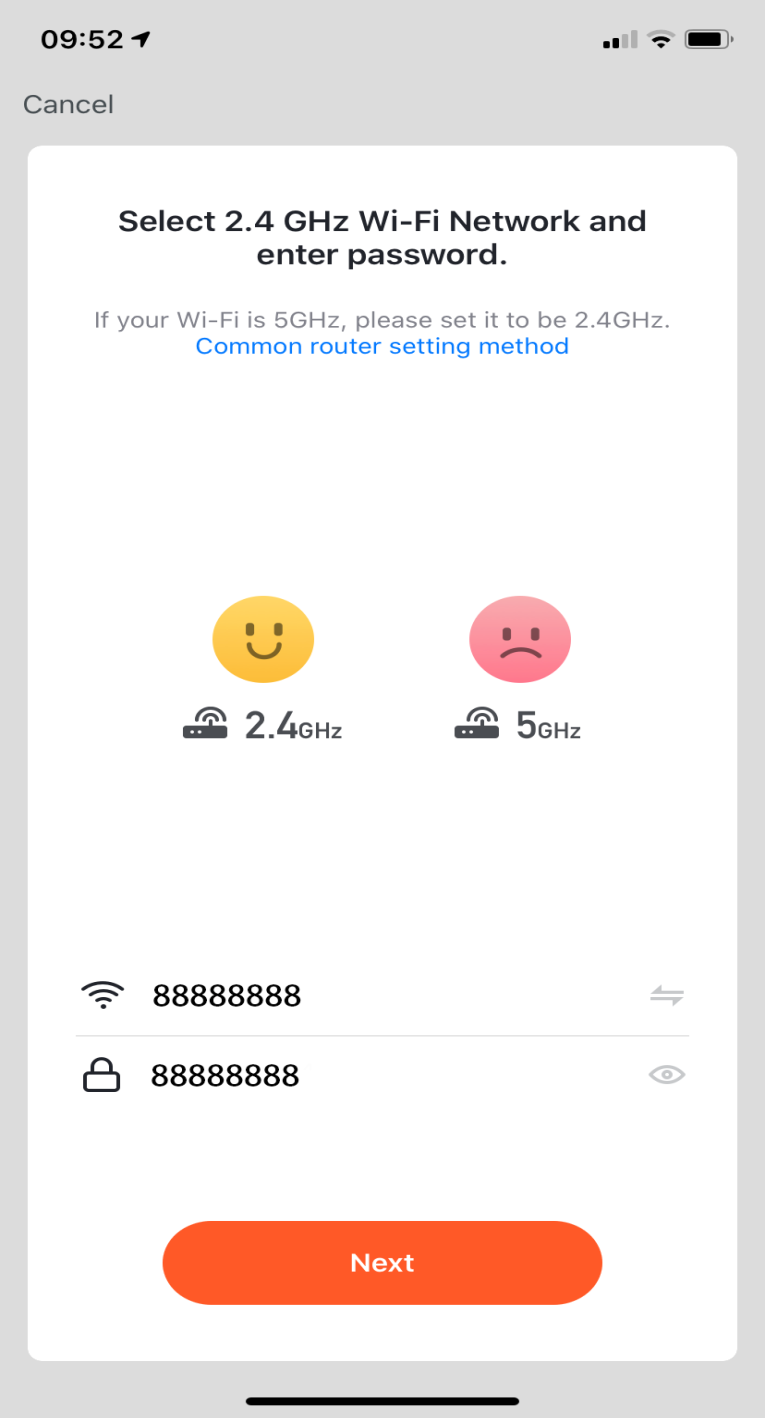 09:52
Cancel
Select 2.4 GHz Wi-Fi Network and
enter password.
If your Wi-Fi is 5GHz, please set it to be 2.4GHz.
Common router setting method
2.4GHz
5GHz
88888888
88888888
Next